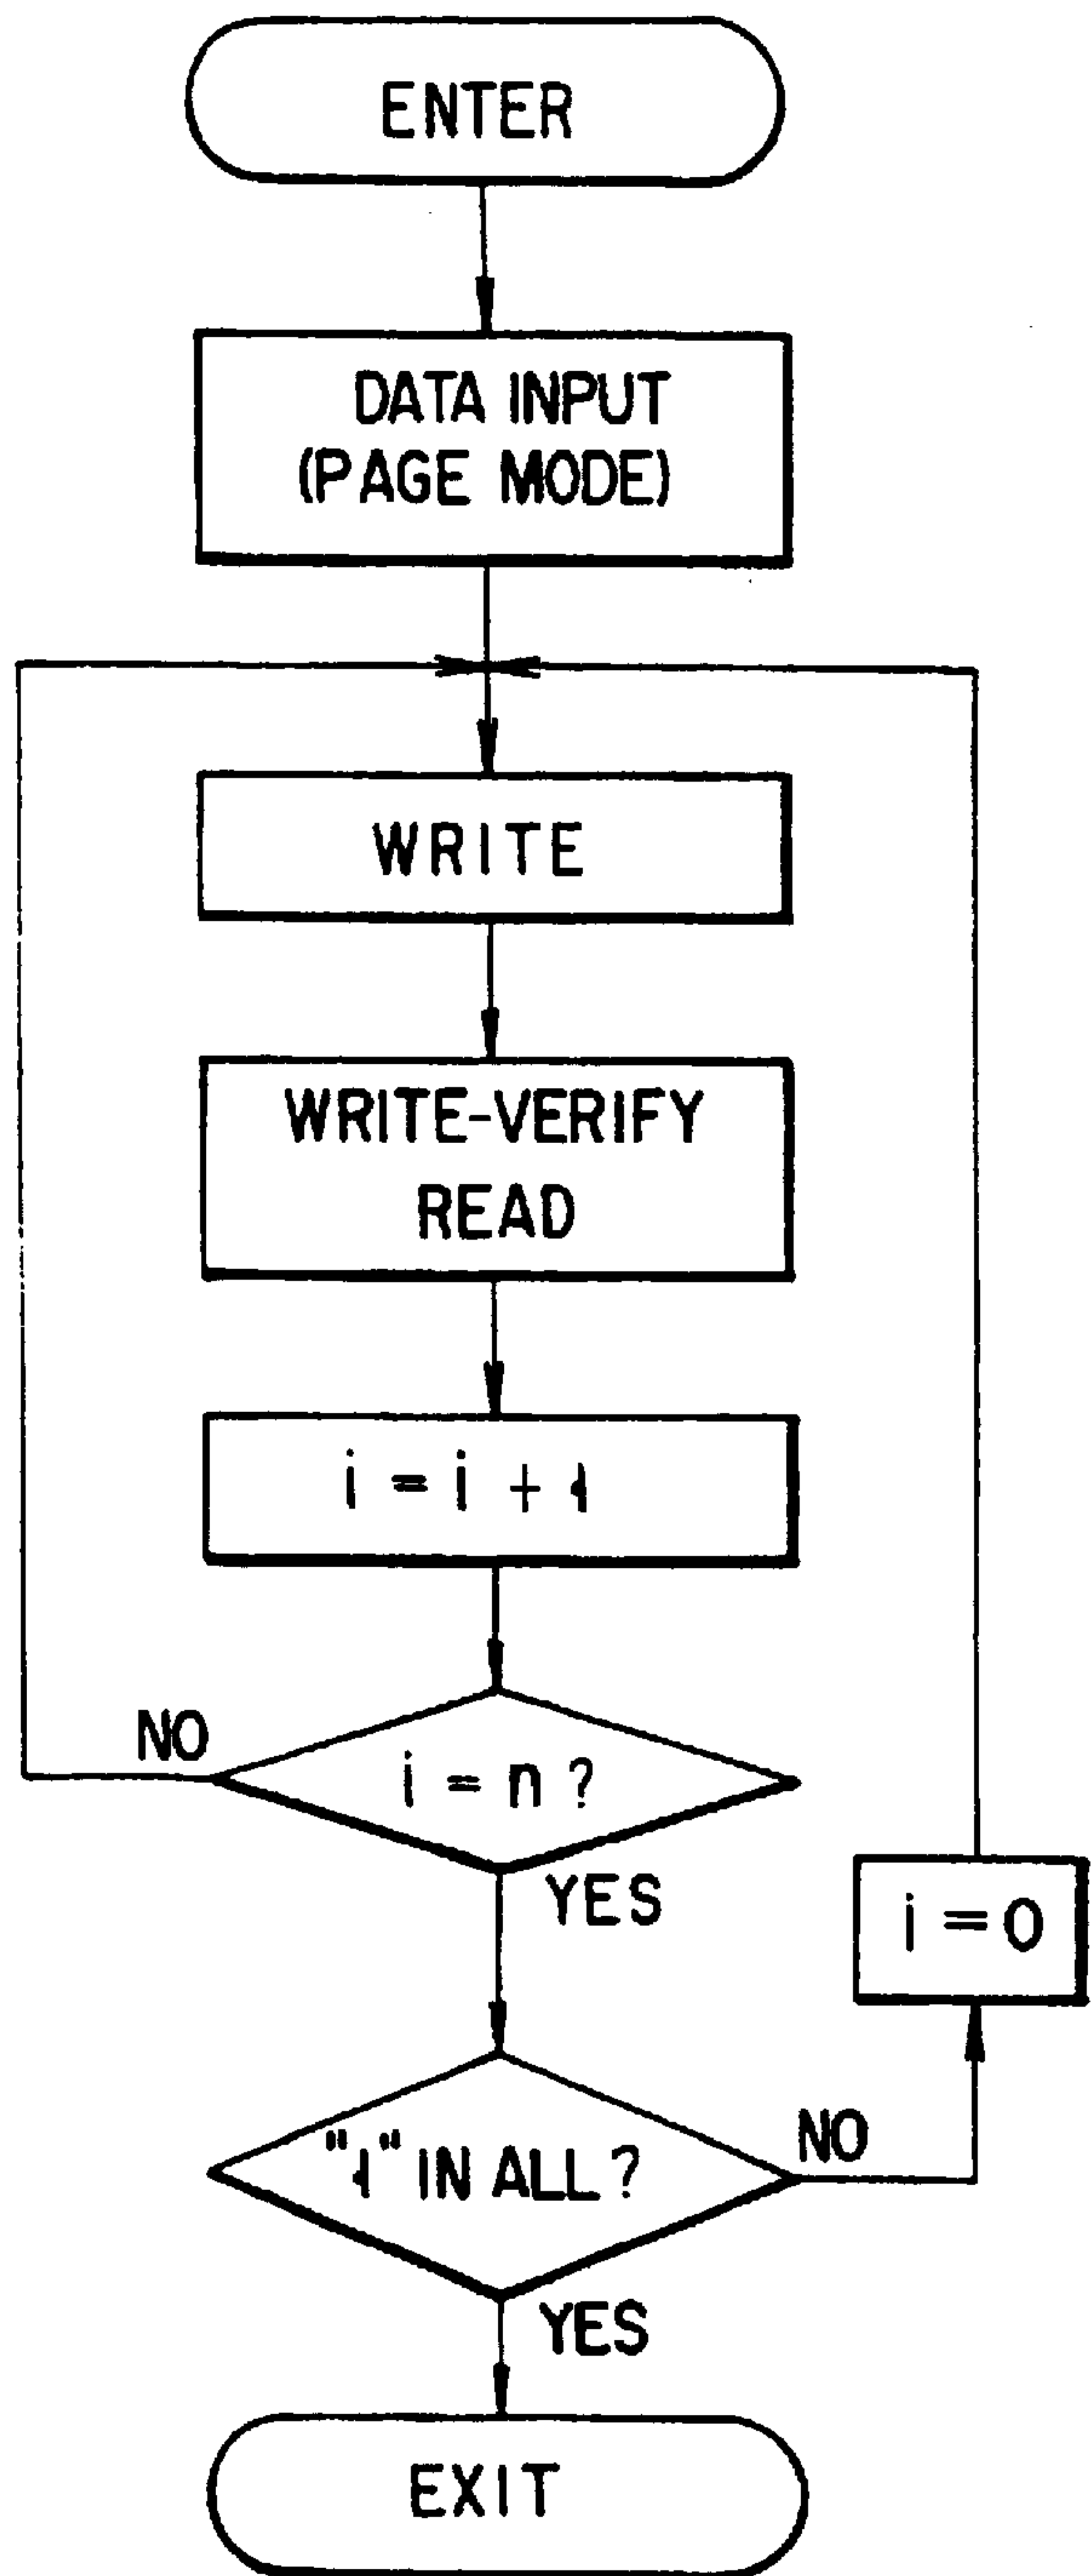 ENTER
DATA INPUT
(PAGE MODE)
WRITE
WRITE-VERIFY
READ
i = i + 1
NO
i = n ?
YES
i = 0
"1" IN ALL ?
NO
YES
EXIT